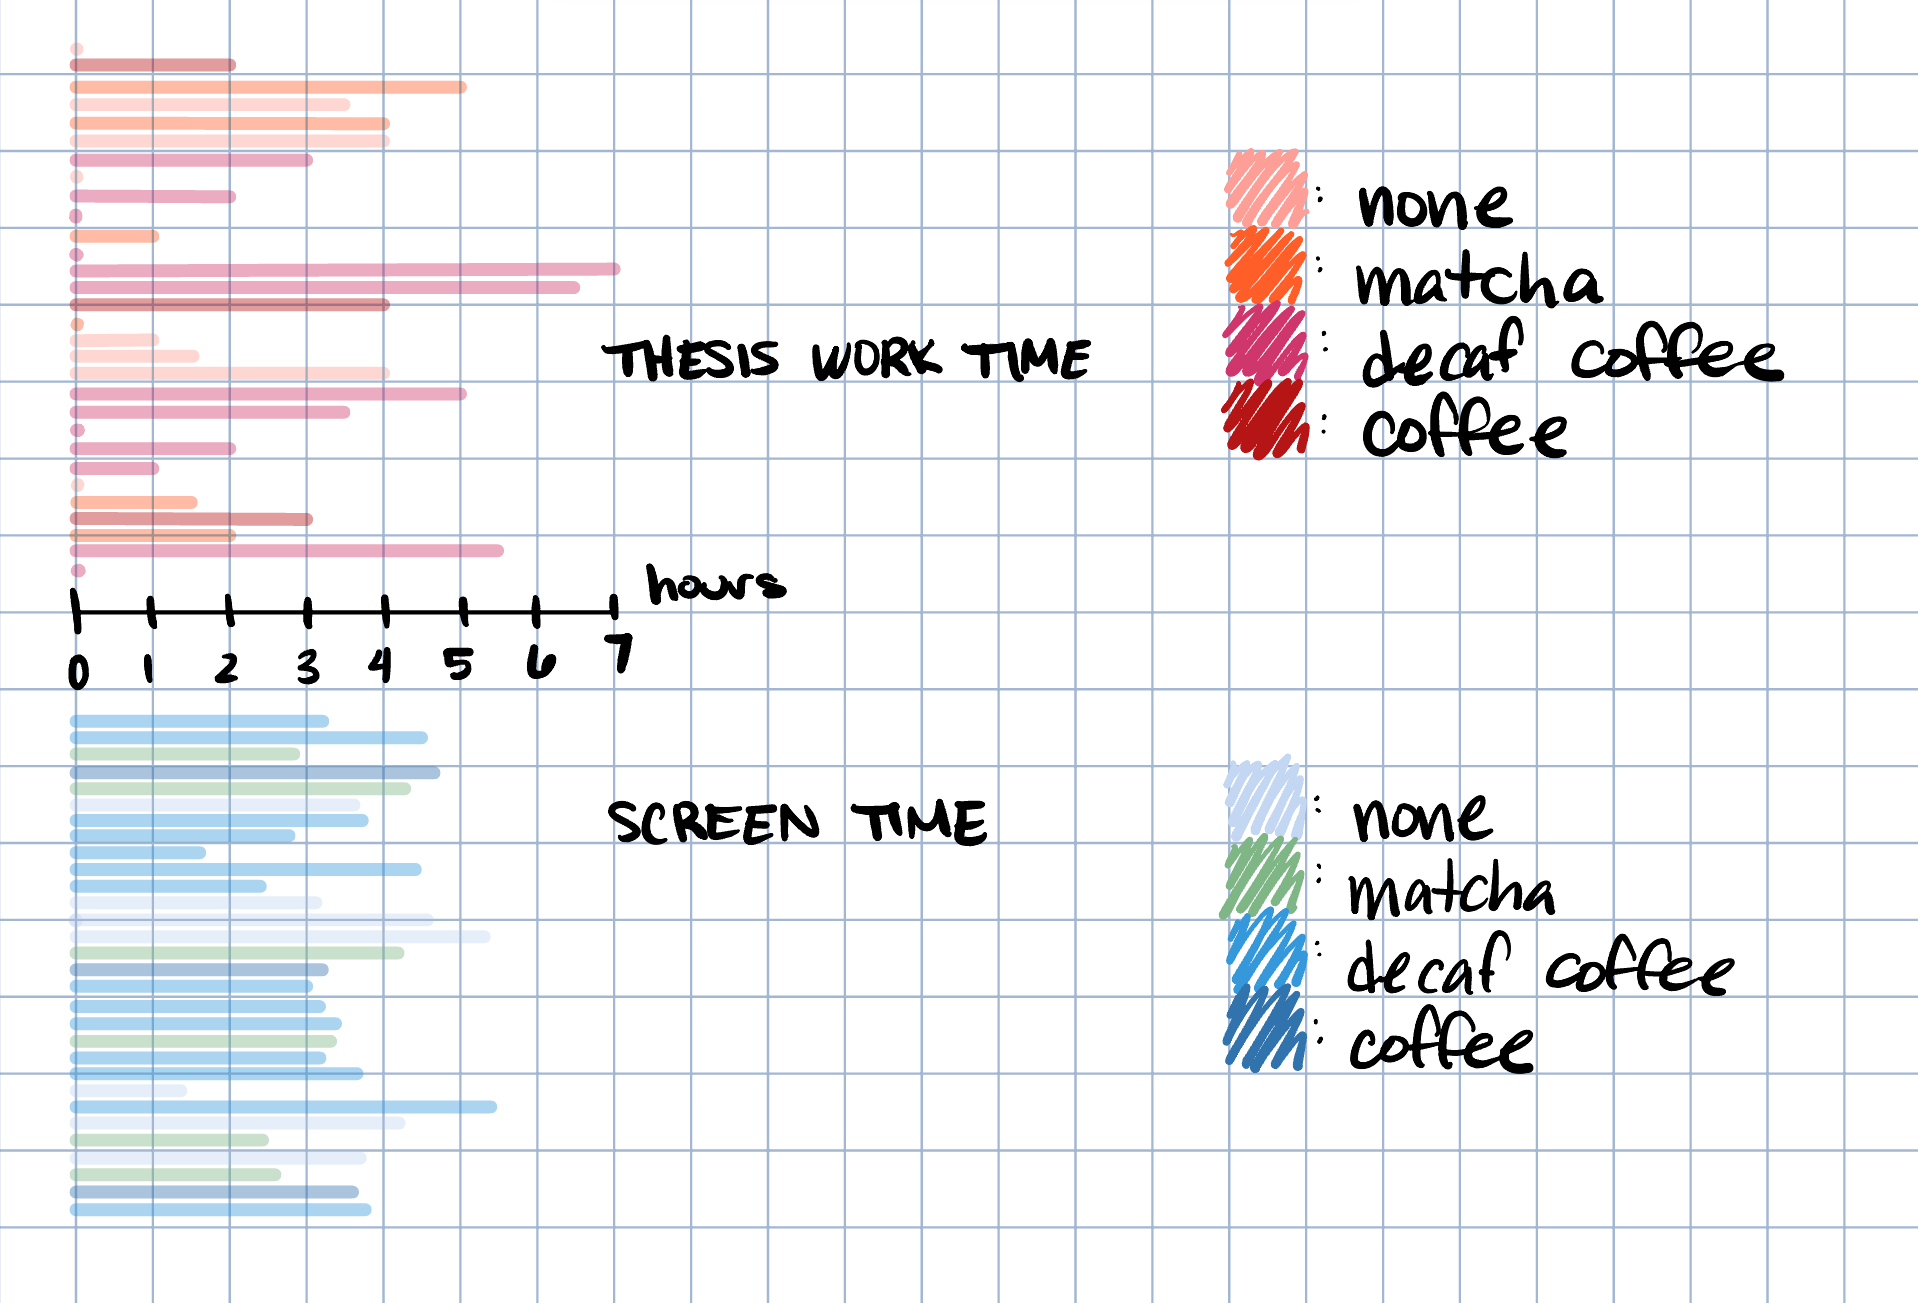 : none
: matcha
THESIS WORK TIME
: decaf coffee
: coffee
hours
0 1 2 3 4 5 6 7
SCREEN TIME
: none
: matcha
: decaf coffee
: coffee